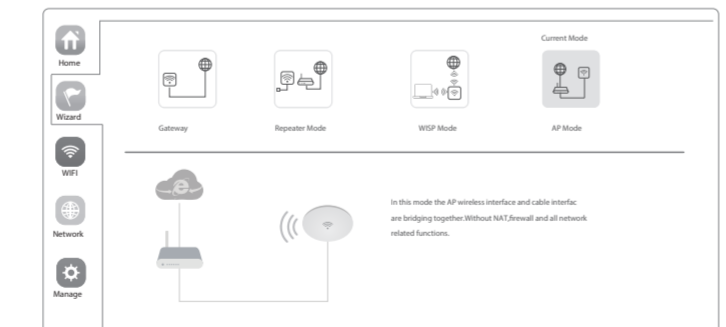 Current Mode
Home
Wizard
Gateway
Repeater Mode
WISP Mode
AP Mode
WIFI
In this mode the AP wireless interface and cable interfac
are bridging together.Without NAT,firewall and all network
related functions.
Network
Manage